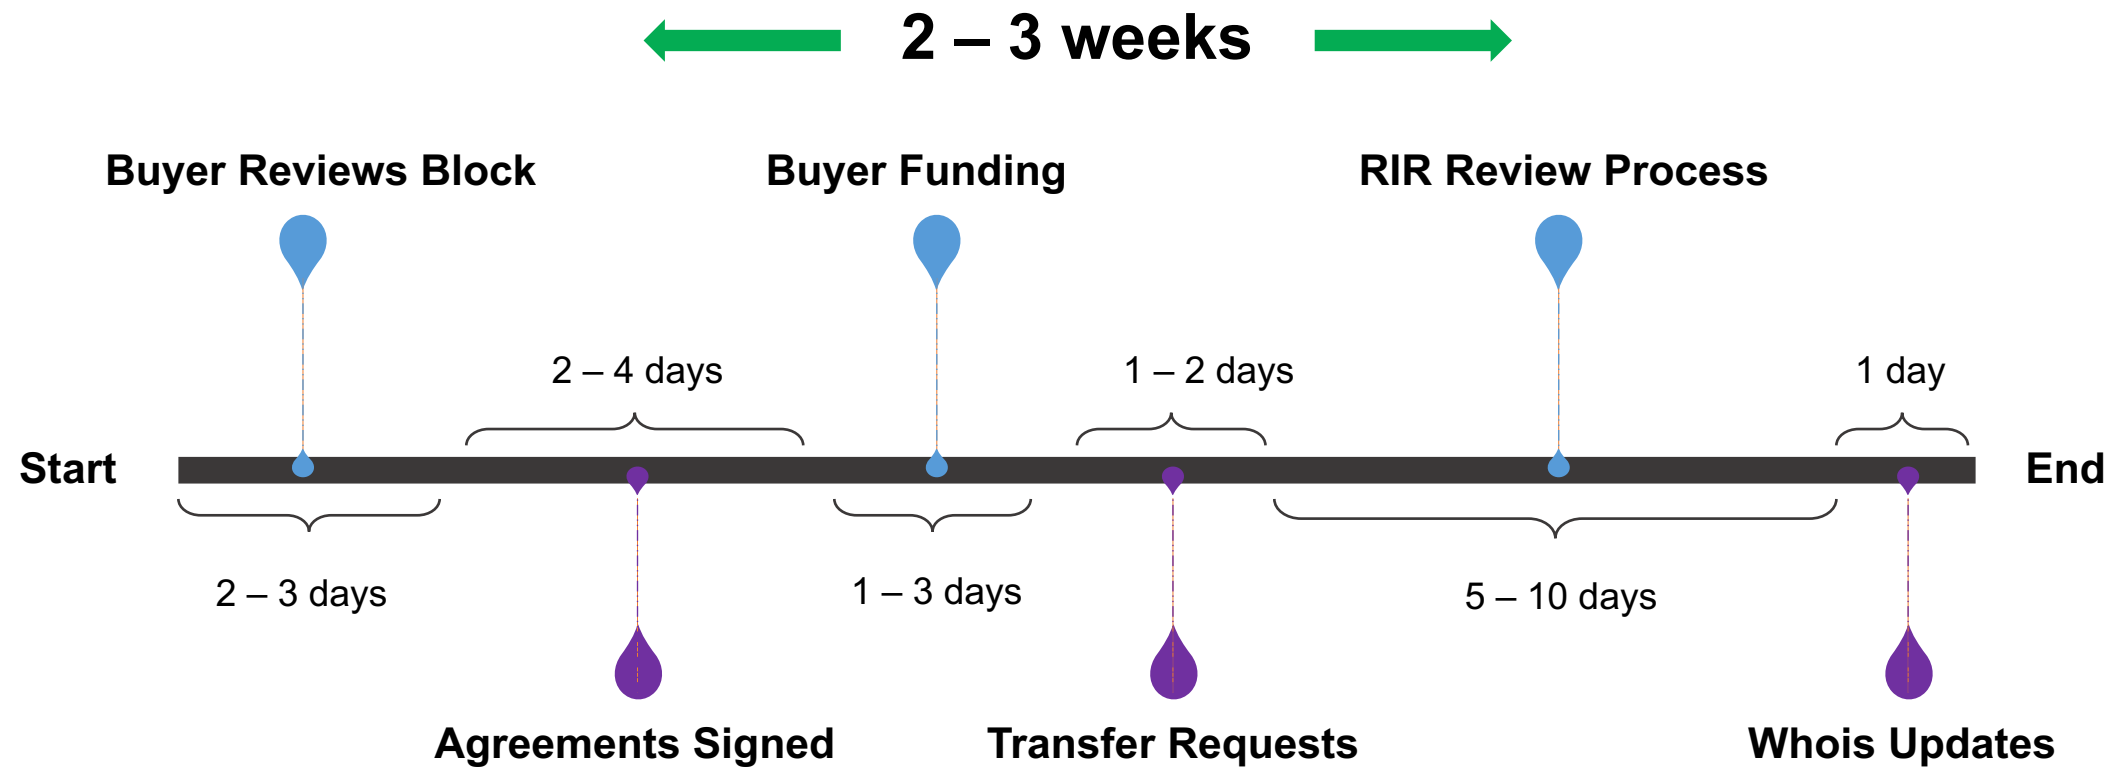 2 – 3 weeks
Buyer Reviews Block
Buyer Funding
RIR Review Process
2 – 4 days
1 – 2 days
1 day
Start
End
2 – 3 days
1 – 3 days
5 – 10 days
Agreements Signed
Transfer Requests
Whois Updates